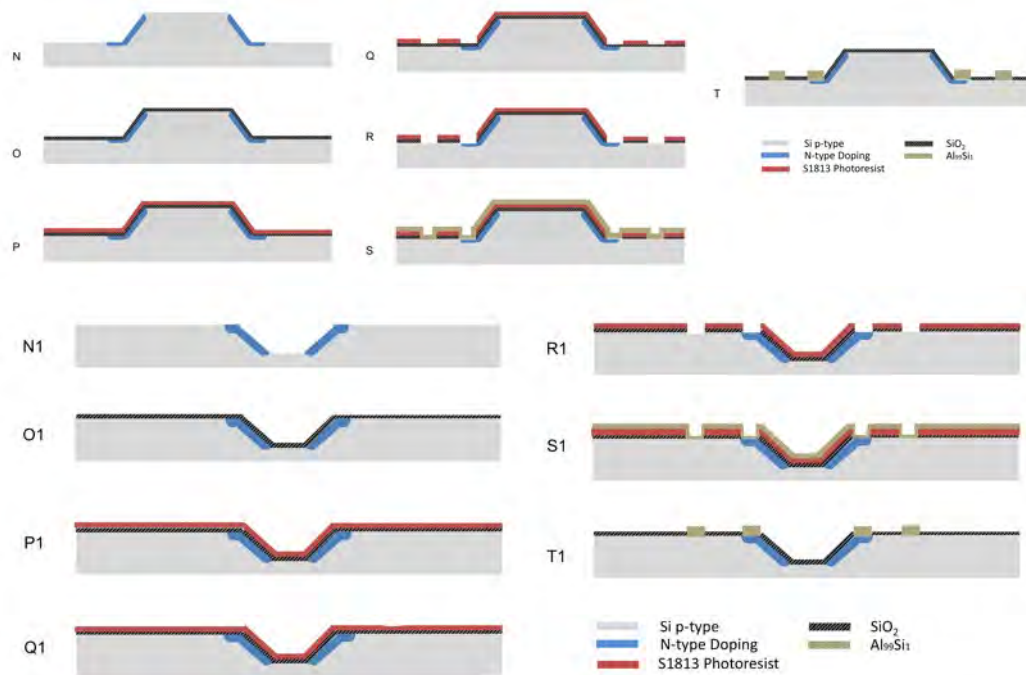 N
O
P
Q
R
S
T
Si p-type
N-type Doping
S1813 Photoresist
SiO₂
Al₉₉Si₁
N1
O1
P1
Q1
R1
S1
T1
Si p-type
N-type Doping
S1813 Photoresist
SiO₂
Al₉₉Si₁